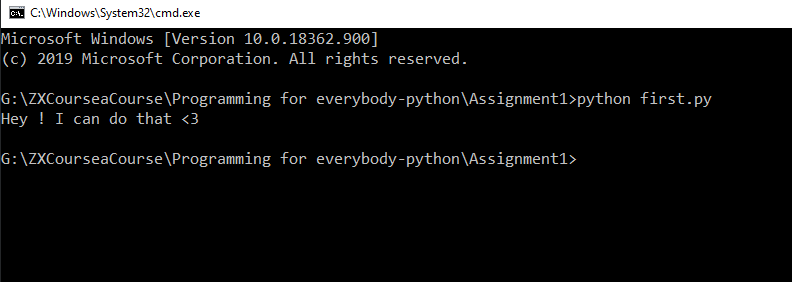 C:\Windows\System32\cmd.exe
Microsoft Windows [Version 10.0.18362.900]
(c) 2019 Microsoft Corporation. All rights reserved.
G:\ZXCourseaCourse\Programming for everybody-python\Assignment1>python first.py
Hey ! I can do that <3
G:\ZXCourseaCourse\Programming for everybody-python\Assignment1>